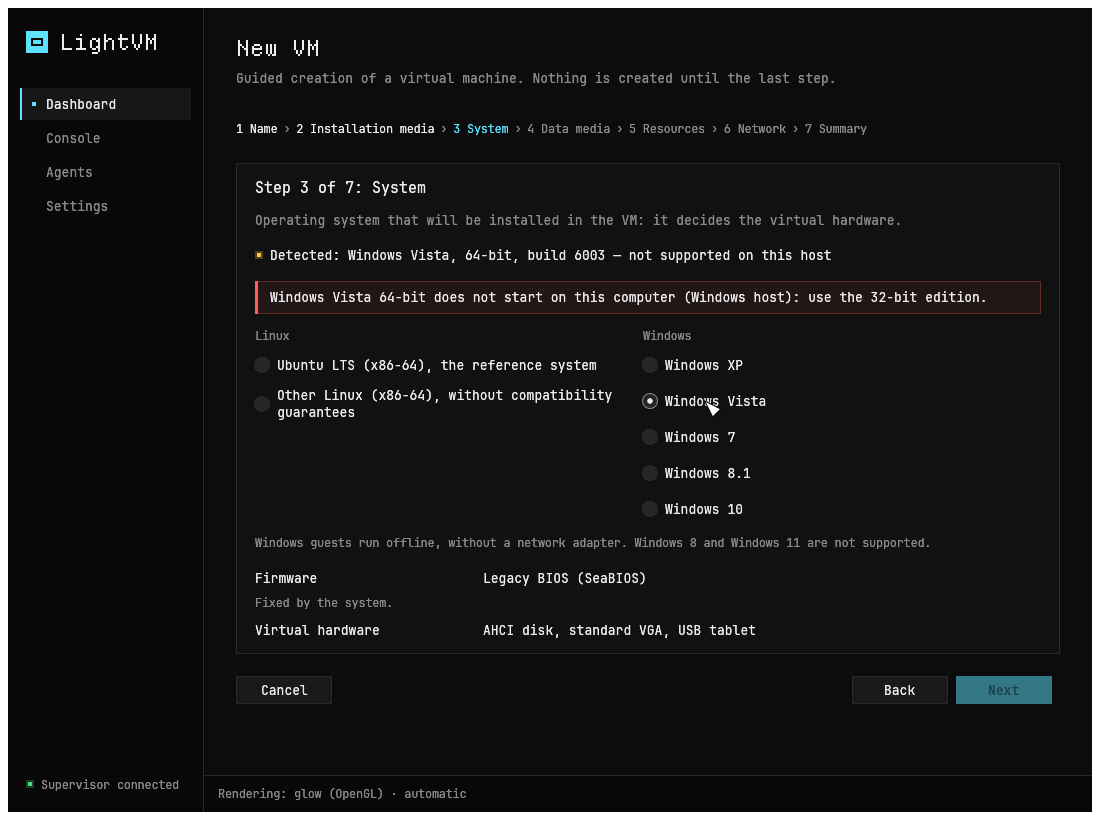 LightVM
Dashboard
Console
Agents
Settings
Supervisor connected
New VM
Guided creation of a virtual machine. Nothing is created until the last step.
1 Name › 2 Installation media › 3 System › 4 Data media › 5 Resources › 6 Network › 7 Summary
Step 3 of 7: System
Operating system that will be installed in the VM: it decides the virtual hardware.
Detected: Windows Vista, 64-bit, build 6003 — not supported on this host
Windows Vista 64-bit does not start on this computer (Windows host): use the 32-bit edition.
Linux
Ubuntu LTS (x86-64), the reference system
Other Linux (x86-64), without compatibility
guarantees
Windows
Windows XP
Windows Vista
Windows 7
Windows 8.1
Windows 10
Windows guests run offline, without a network adapter. Windows 8 and Windows 11 are not supported.
Firmware Legacy BIOS (SeaBIOS)
Fixed by the system.
Virtual hardware AHCI disk, standard VGA, USB tablet
Cancel Back Next
Rendering: glow (OpenGL) · automatic